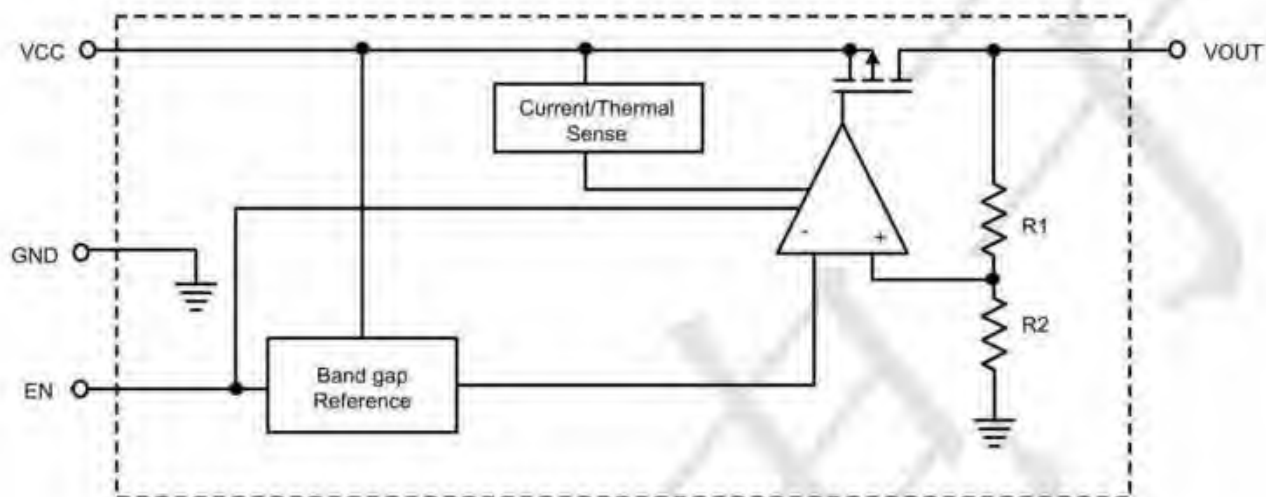 VCC
VOUT
Current/Thermal
Sense
- +
R1
GND
R2
EN
Band gap
Reference